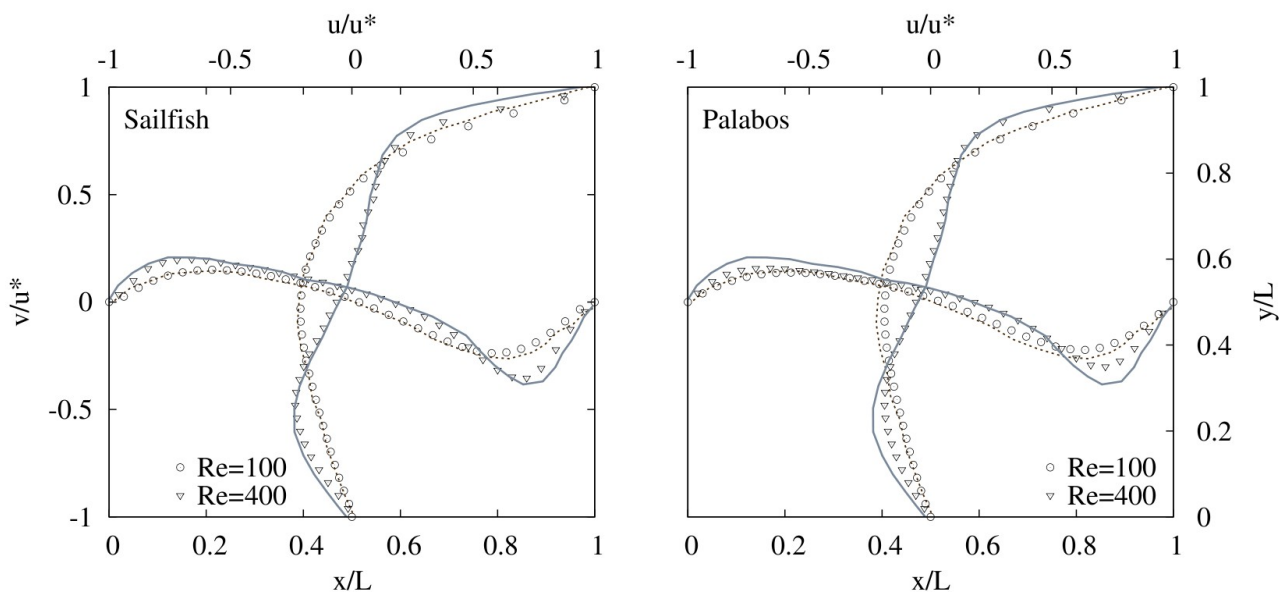 u/u*
-1 -0.5 0 0.5 1
Sailfish
1
0.5
0
-0.5
-1
v/u*
Re=100
Re=400
0 0.2 0.4 0.6 0.8 1
x/L
u/u*
-1 -0.5 0 0.5 1
Palabos
1
0.8
0.6
0.4
0.2
0
y/L
Re=100
Re=400
0 0.2 0.4 0.6 0.8 1
x/L